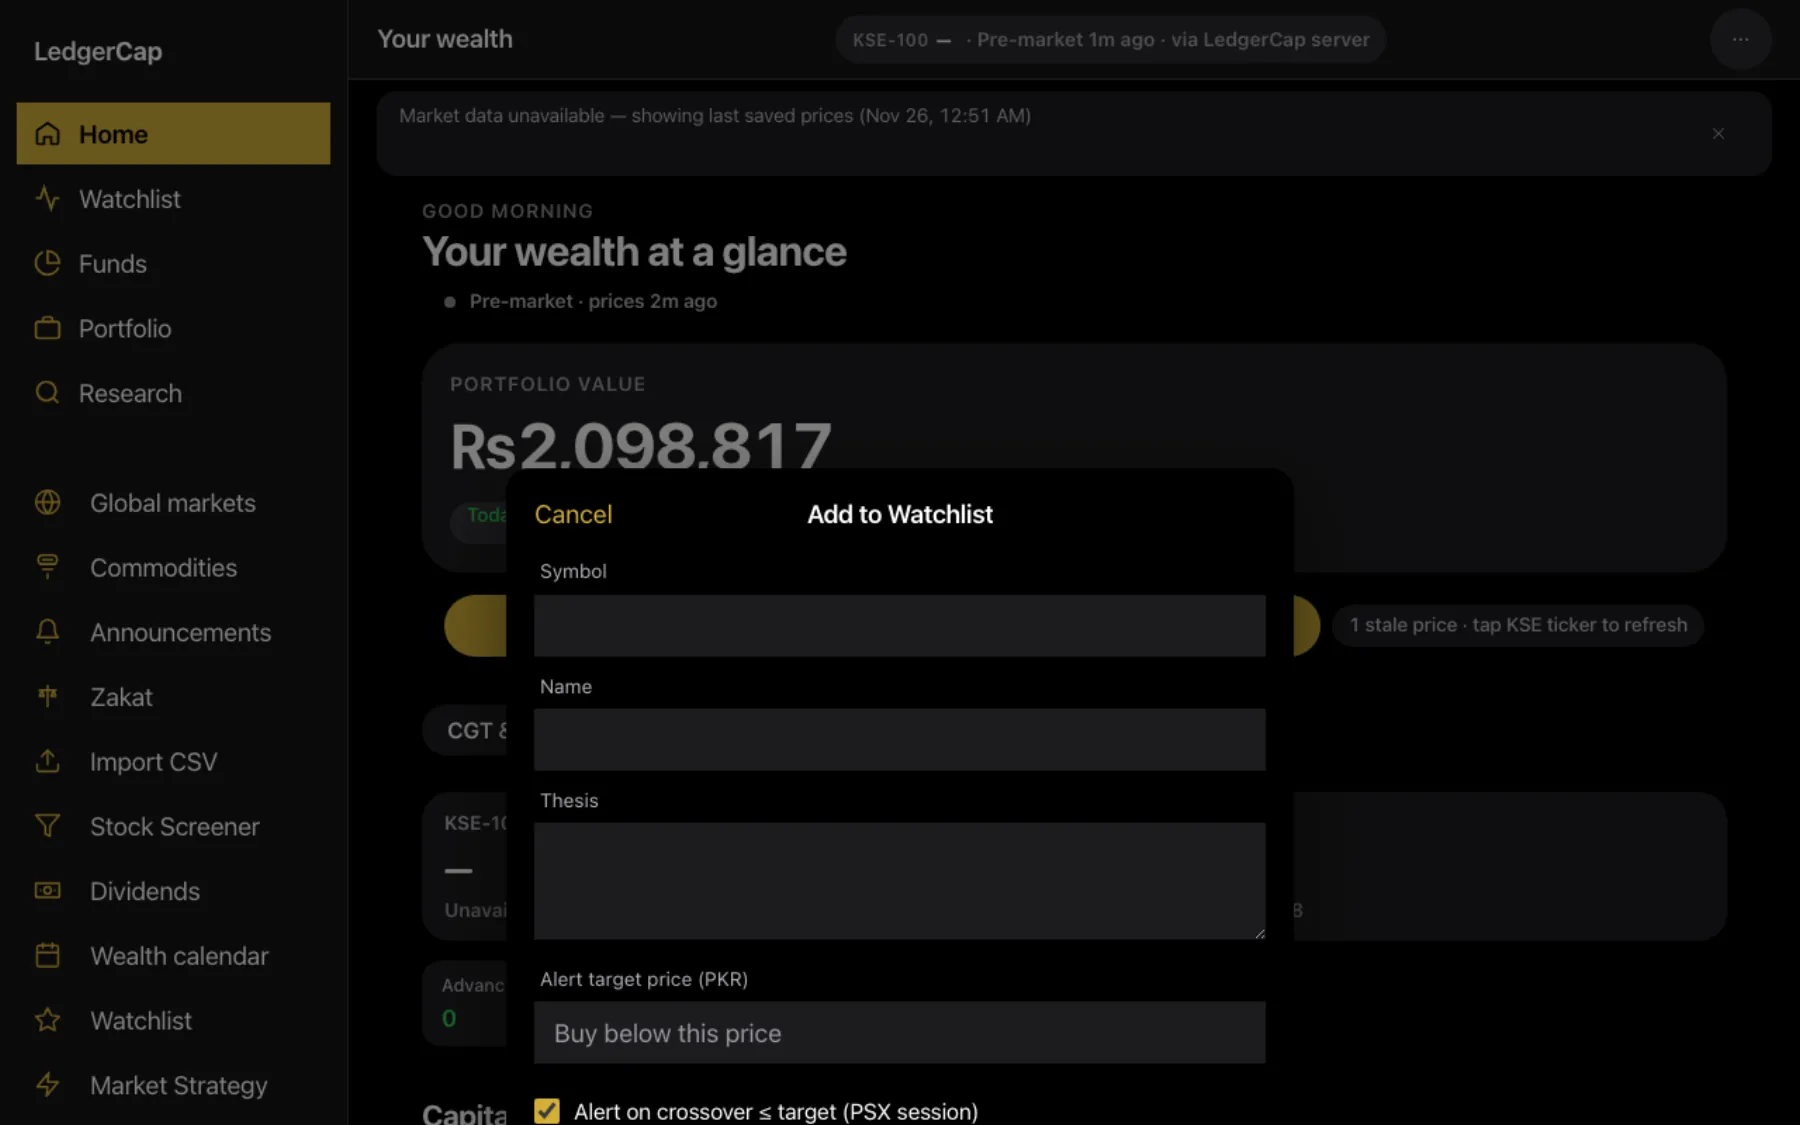 LedgerCap
Home
Watchlist
Funds
Portfolio
Research
Global markets
Commodities
Announcements
Zakat
Import CSV
Stock Screener
Dividends
Wealth calendar
Watchlist
Market Strategy
Your wealth
KSE-100 — · Pre-market 1m ago · via LedgerCap server
Market data unavailable — showing last saved prices (Nov 26, 12:51 AM)
GOOD MORNING
Your wealth at a glance
Pre-market · prices 2m ago
PORTFOLIO VALUE
Rs2,098,817
1 stale price · tap KSE ticker to refresh
CGT &
KSE-10
—
8
0
Cancel
Add to Watchlist
Symbol
Name
Thesis
Alert target price (PKR)
Buy below this price
Alert on crossover ≤ target (PSX session)